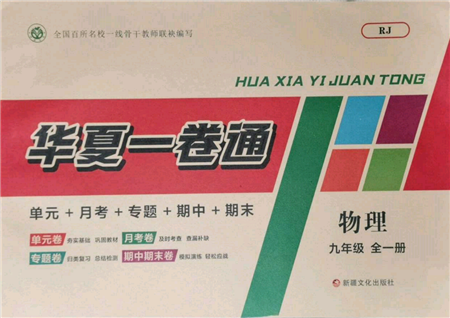 全国百所名校一线骨干教师联袂编写
RJ
HUA XIA YI JUAN TONG
华夏一卷通
单元 + 月考 + 专题 + 期中 + 期末
单元卷 夯实基础 巩固教材 月考卷 及时考查 查漏补缺
专题卷 归类复习 总结检测 期中期末卷 模拟演练 轻松应战
物理
九年级 全一册
新疆文化出版社